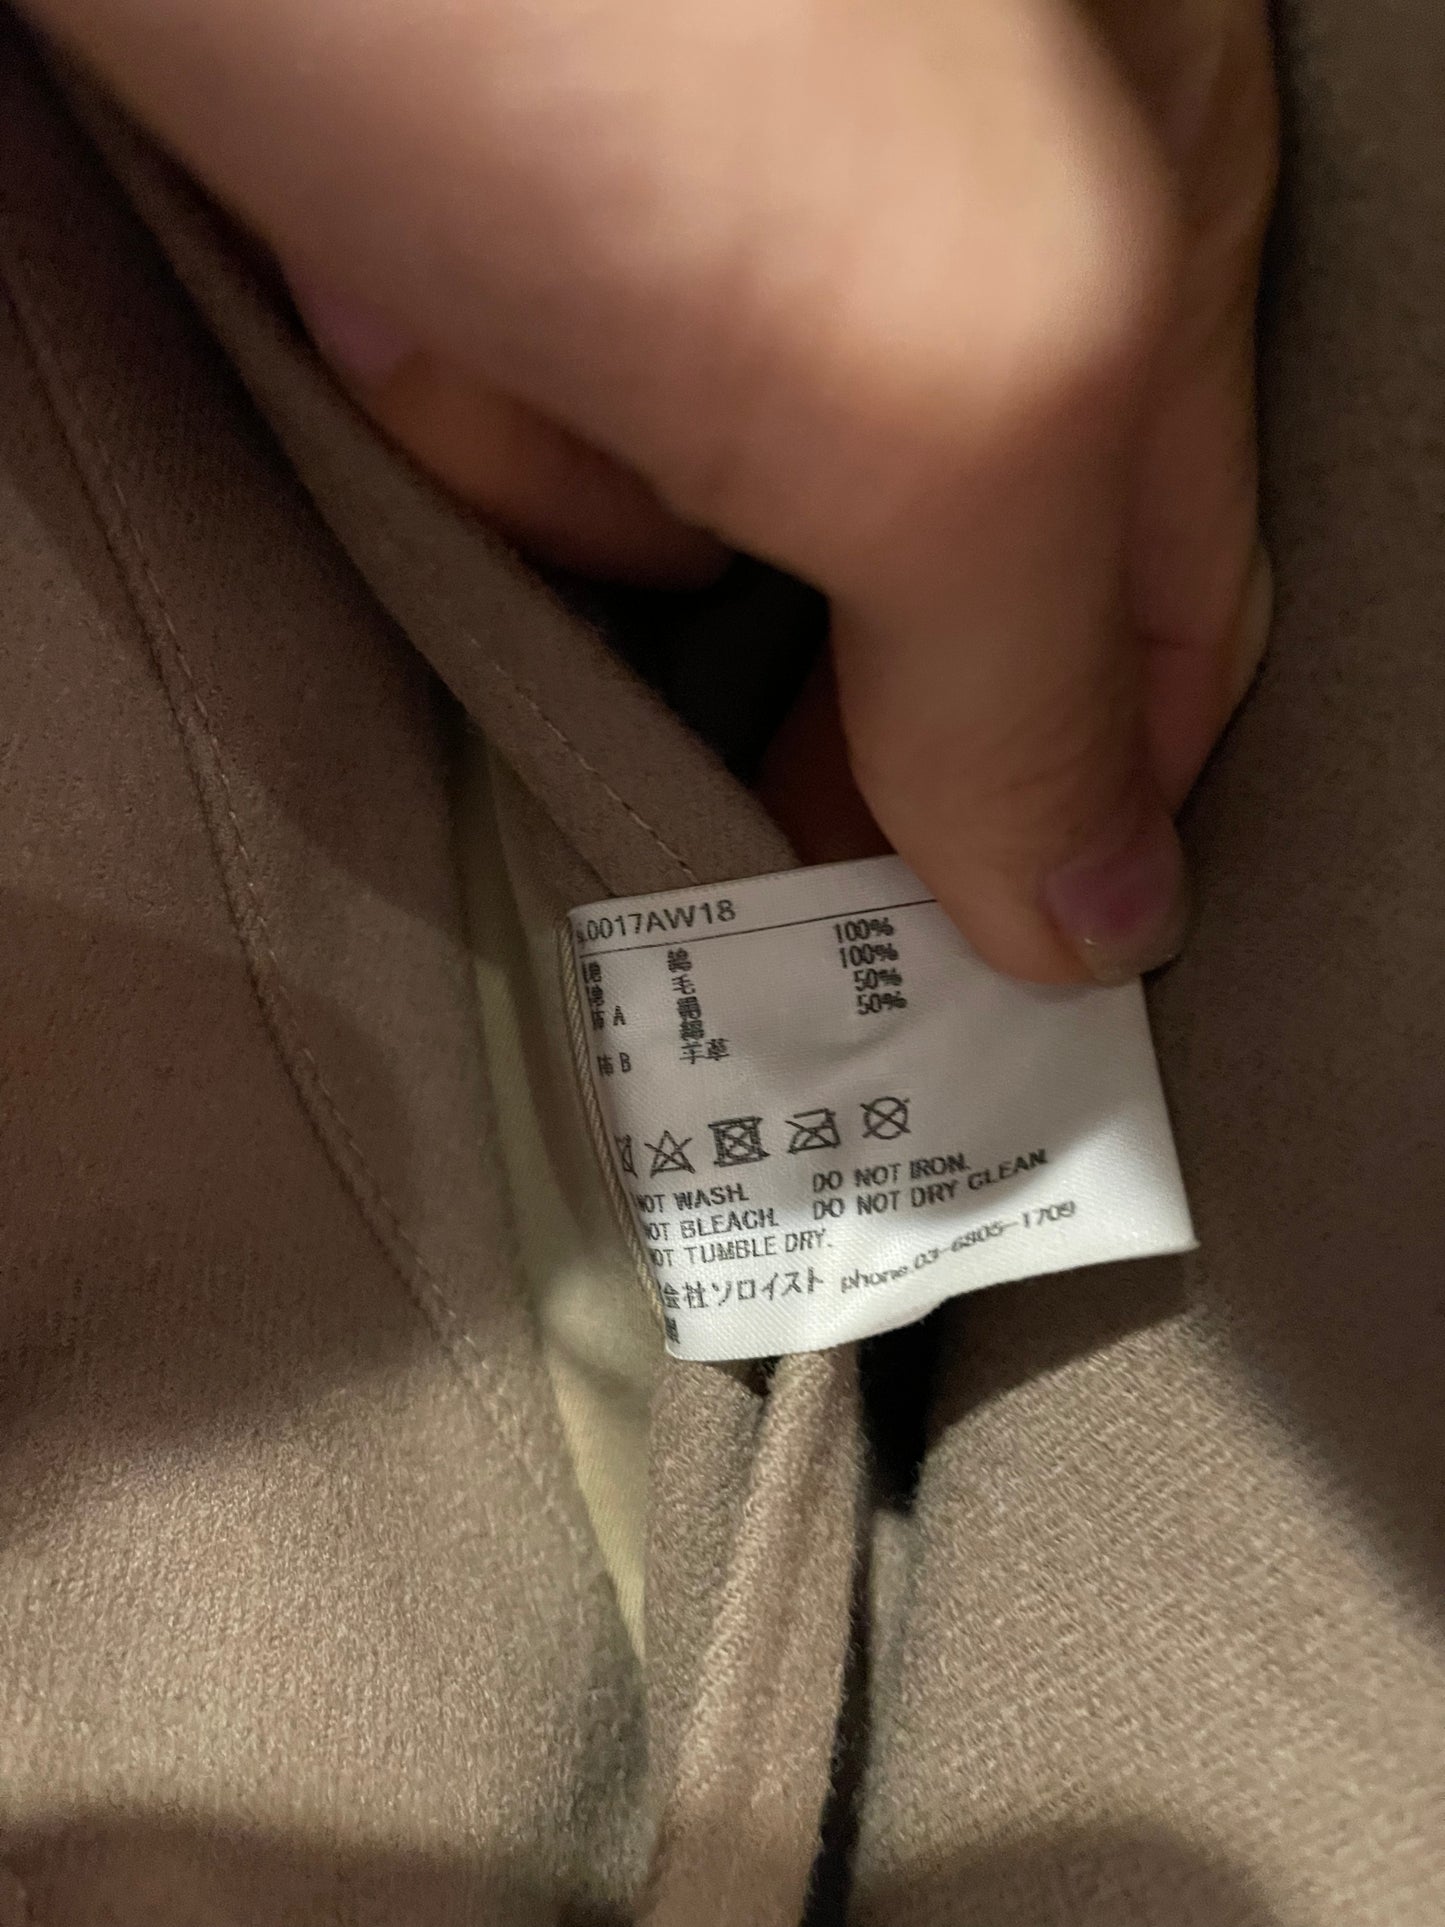 s.0017AW18
綿 100%
毛 100%
A 綿 50%
50%
B 羊革
NOT WASH. DO NOT IRON.
NOT BLEACH. DO NOT DRY CLEAN.
NOT TUMBLE DRY.
会社ソロイスト phone.03-6805-1709